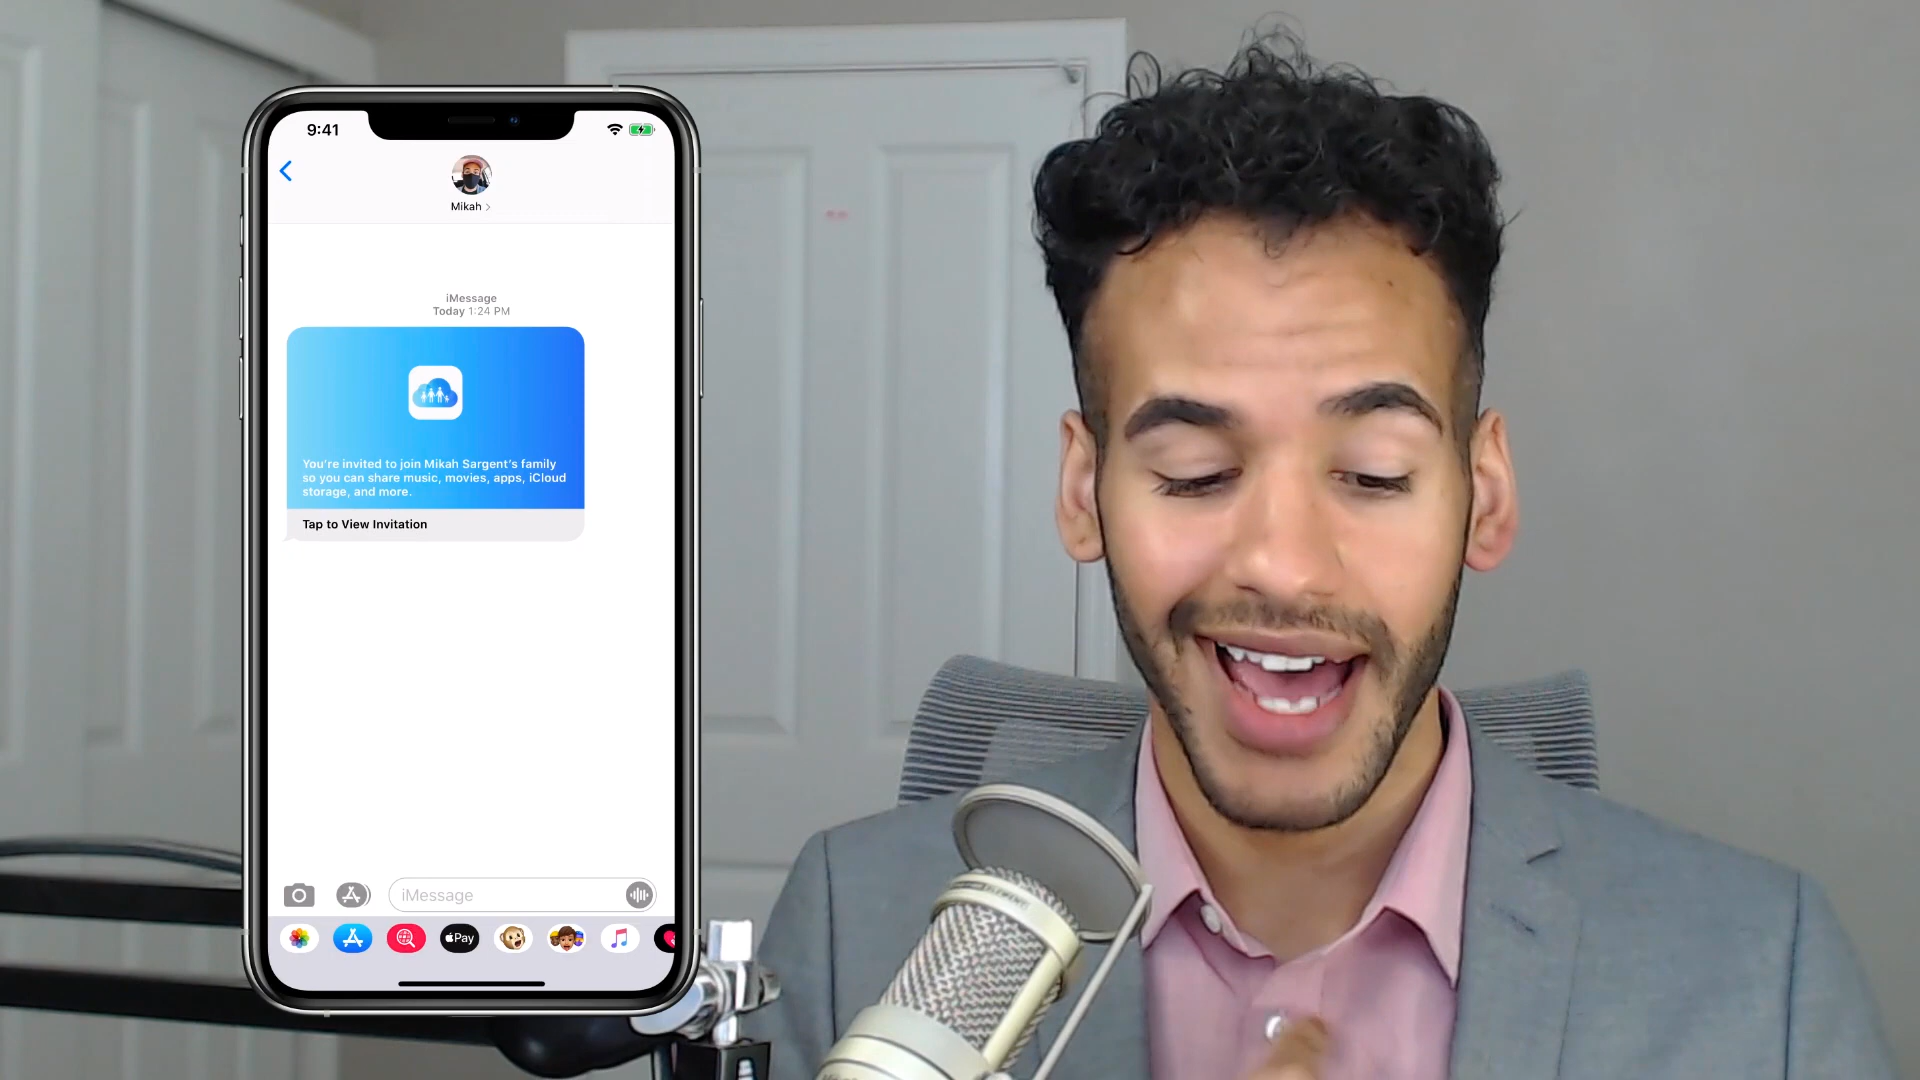 9:41
Mikah
iMessage
Today 1:24 PM
You're invited to join Mikah Sargent's family
so you can share music, movies, apps, iCloud
storage, and more.
Tap to View Invitation
iMessage
Pay